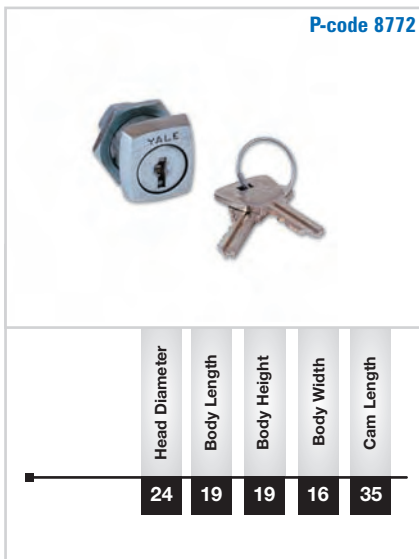 P-code 8772
YALE
Head Diameter
Body Length
Body Height
Body Width
Cam Length
24 19 19 16 35